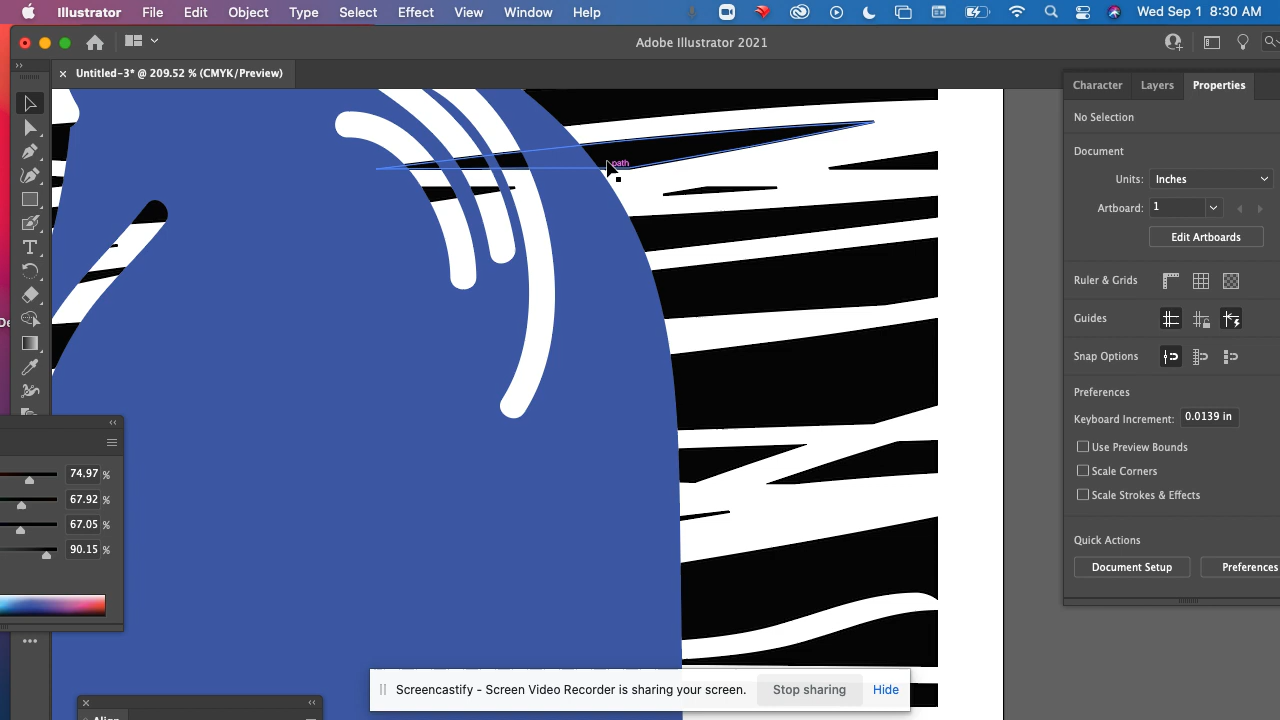 Illustrator File Edit Object Type Select Effect View Window Help Wed Sep 1 8:30 AM
Adobe Illustrator 2021
Untitled-3* @ 209.52 % (CMYK/Preview)
Character Layers Properties
No Selection
Document
Units: Inches
Artboard: 1
Edit Artboards
Ruler & Grids
Guides
Snap Options
Preferences
Keyboard Increment: 0.0139 in
Use Preview Bounds
Scale Corners
Scale Strokes & Effects
Quick Actions
Document Setup Preferences
path
74.97 %
67.92 %
67.05 %
90.15 %
Screencastify - Screen Video Recorder is sharing your screen. Stop sharing Hide
Align